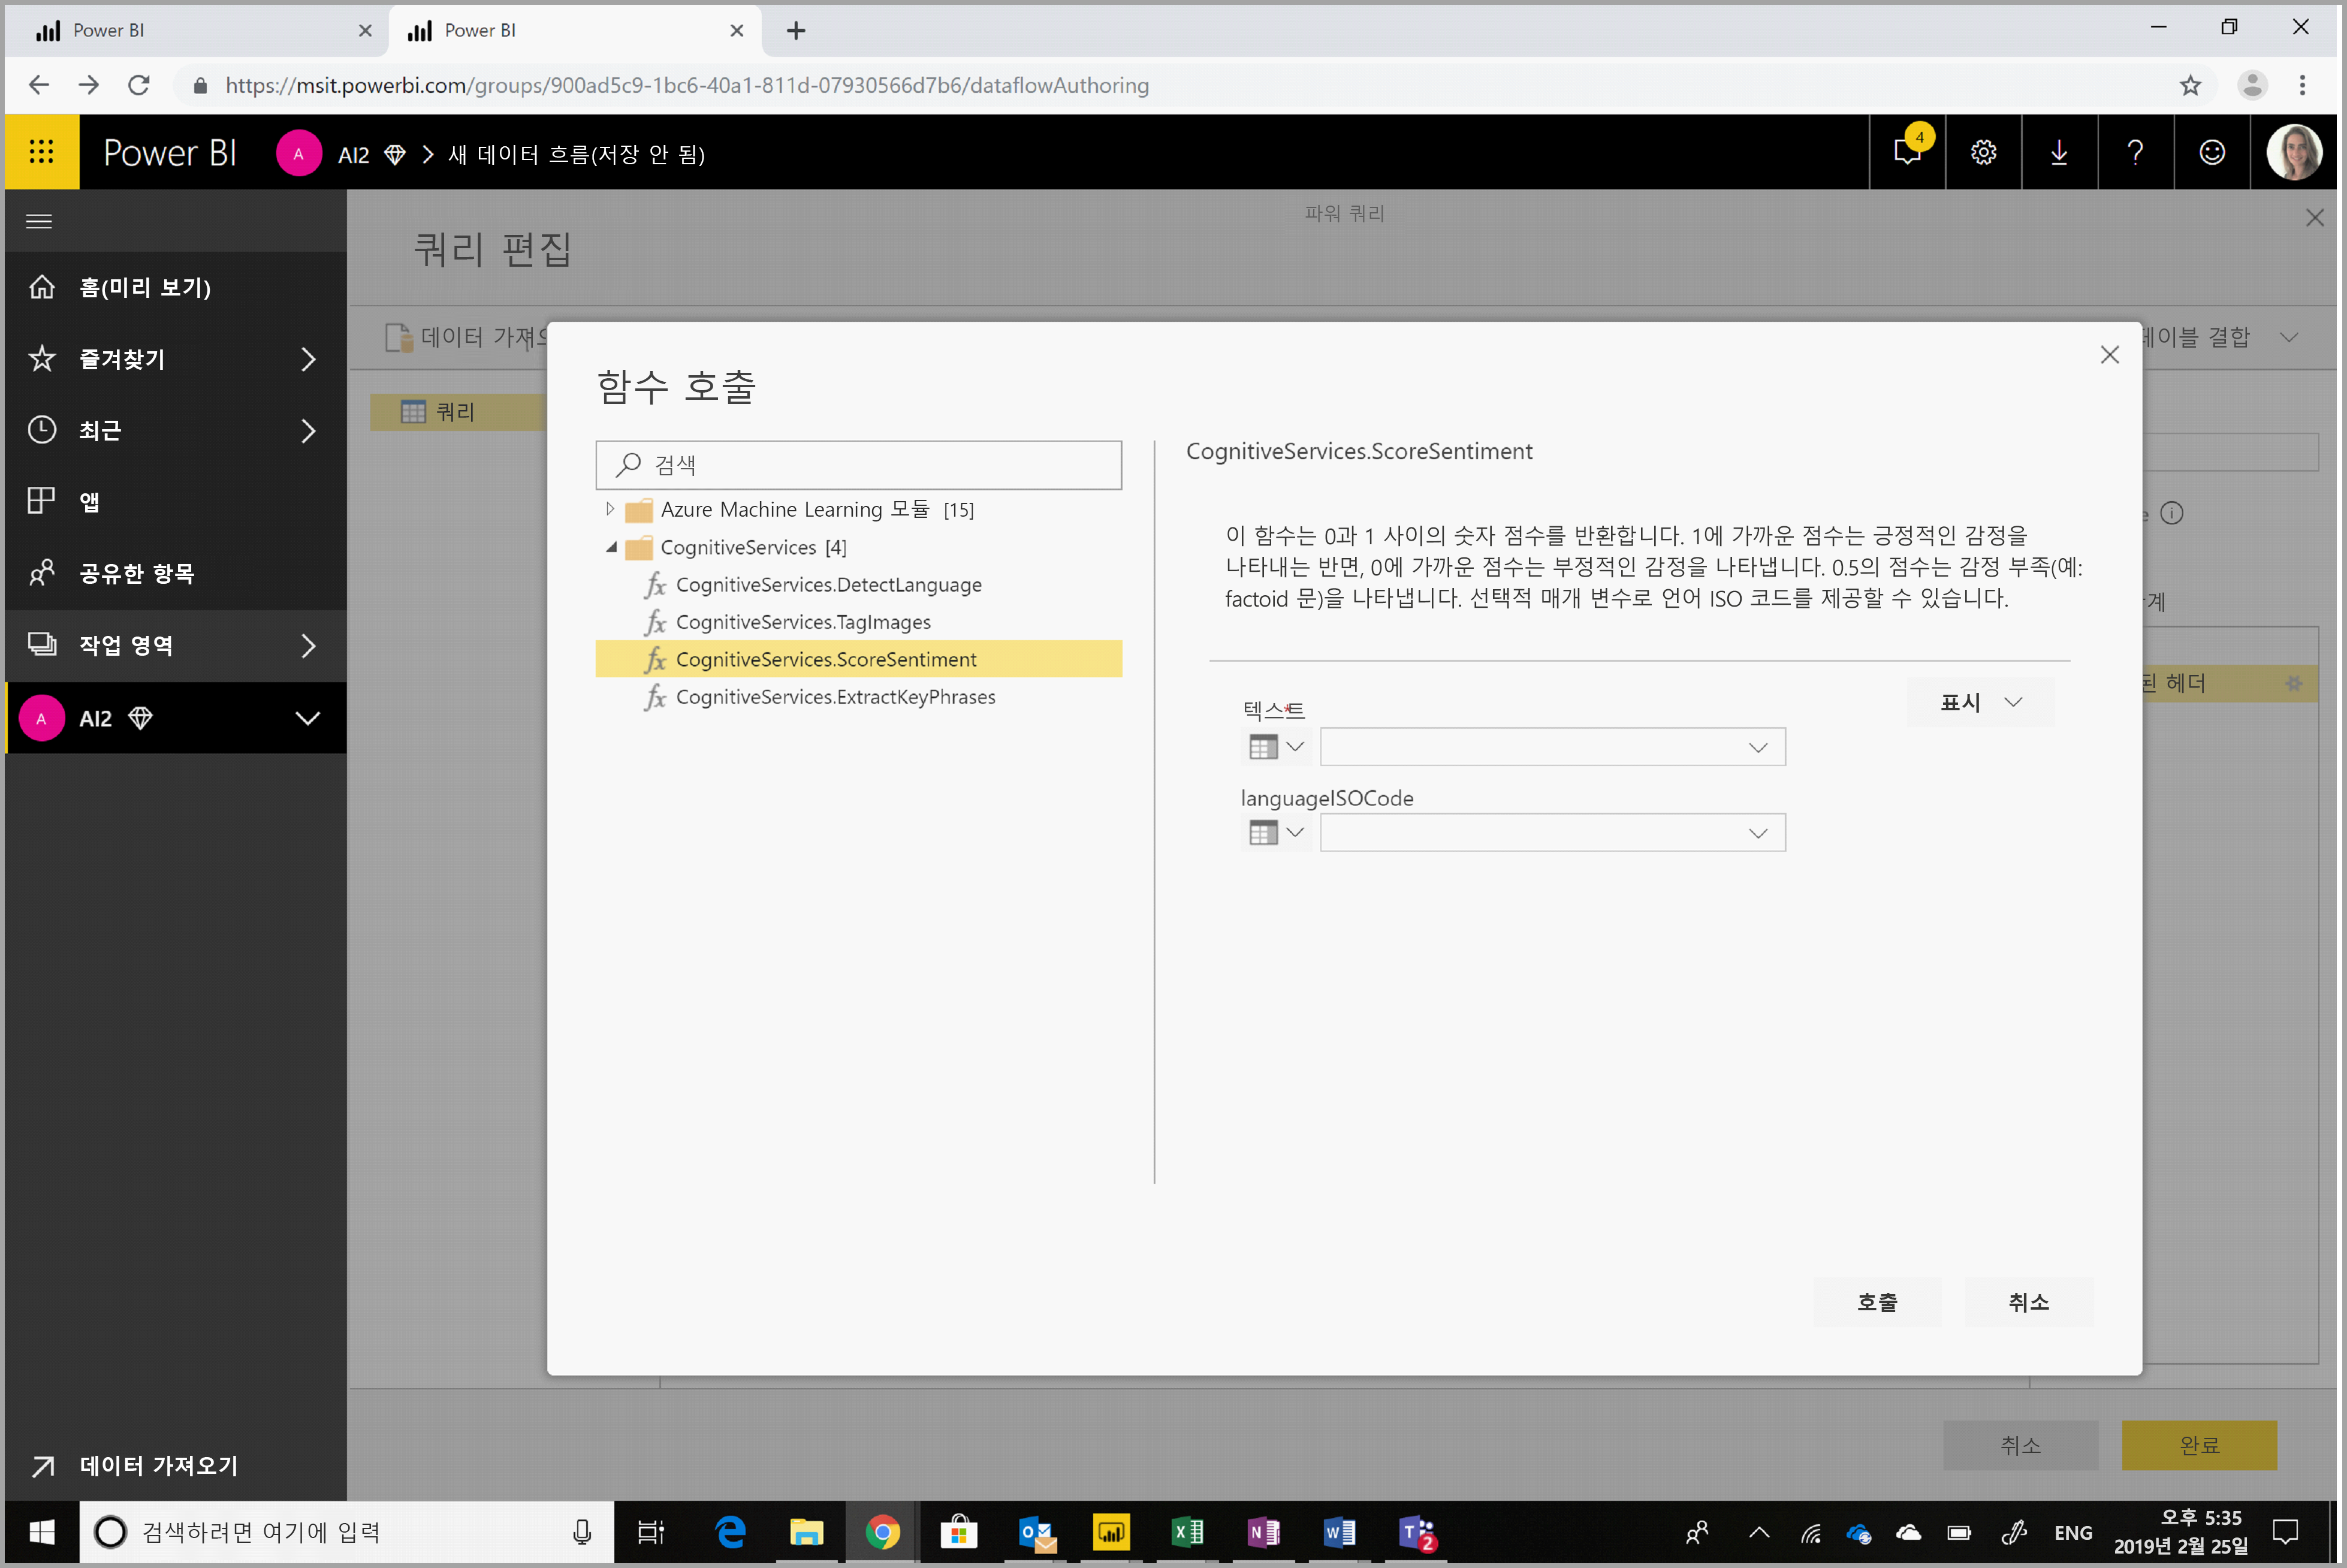 Power BI
Power BI
https://msit.powerbi.com/groups/900ad5c9-1bc6-40a1-811d-07930566d7b6/dataflowAuthoring
Power BI
A
AI2
새 데이터 흐름(저장 안 됨)
4
파워 쿼리
쿼리 편집
홈(미리 보기)
즐겨찾기
최근
앱
공유한 항목
작업 영역
A
AI2
데이터 가져오기
데이터 가져오
테이블 결합
쿼리
함수 호출
검색
Azure Machine Learning 모듈 [15]
CognitiveServices [4]
CognitiveServices.DetectLanguage
CognitiveServices.TagImages
CognitiveServices.ScoreSentiment
CognitiveServices.ExtractKeyPhrases
CognitiveServices.ScoreSentiment
이 함수는 0과 1 사이의 숫자 점수를 반환합니다. 1에 가까운 점수는 긍정적인 감정을
나타내는 반면, 0에 가까운 점수는 부정적인 감정을 나타냅니다. 0.5의 점수는 감정 부족(예:
factoid 문)을 나타냅니다. 선택적 매개 변수로 언어 ISO 코드를 제공할 수 있습니다.
표시
텍스트*
languageISOCode
호출
취소
e
계
된 헤더
취소
완료
검색하려면 여기에 입력
2
ENG
오후 5:35
2019년 2월 25일